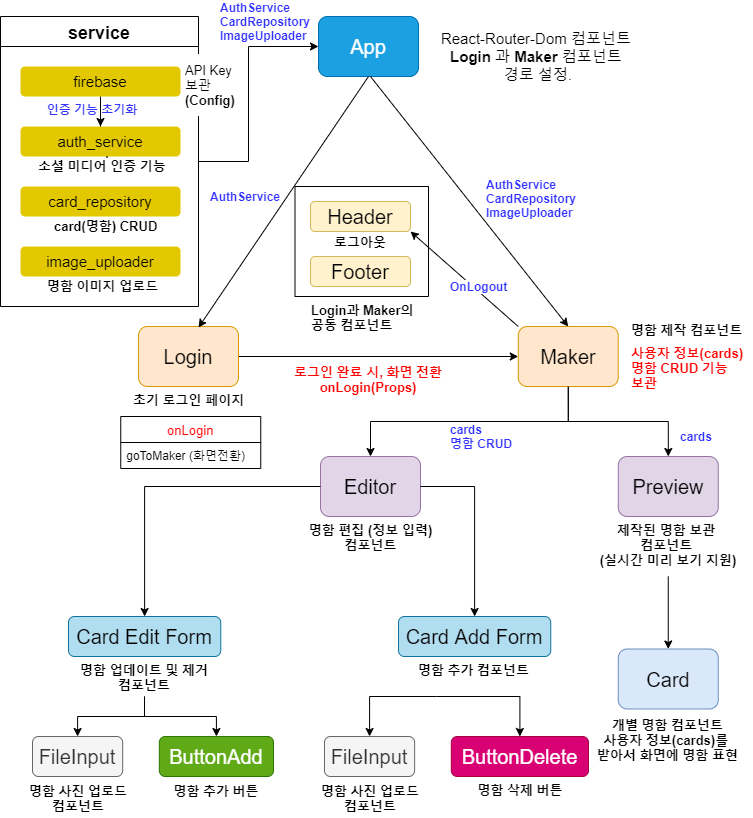 service
firebase
API Key
보관
(Config)
인증 기능 초기화
auth_service
소셜 미디어 인증 기능
card_repository
card(명함) CRUD
image_uploader
명함 이미지 업로드
AuthService
CardRepository
ImageUploader
App
React-Router-Dom 컴포넌트
Login 과 Maker 컴포넌트
경로 설정.
AuthService
AuthService
CardRepository
ImageUploader
Header
로그아웃
Footer
Login과 Maker의
공동 컴포넌트
OnLogout
Login
초기 로그인 페이지
onLogin
goToMaker (화면전환)
로그인 완료 시, 화면 전환
onLogin(Props)
Maker
명함 제작 컴포넌트
사용자 정보(cards)
명함 CRUD 기능
보관
cards
명함 CRUD
cards
Editor
명함 편집 (정보 입력)
컴포넌트
Preview
제작된 명함 보관
컴포넌트
(실시간 미리 보기 지원)
Card Edit Form
명함 업데이트 및 제거
컴포넌트
Card Add Form
명함 추가 컴포넌트
Card
개별 명함 컴포넌트
사용자 정보(cards)를
받아서 화면에 명함 표현
FileInput
명함 사진 업로드
컴포넌트
ButtonAdd
명함 추가 버튼
FileInput
명함 사진 업로드
컴포넌트
ButtonDelete
명함 삭제 버튼